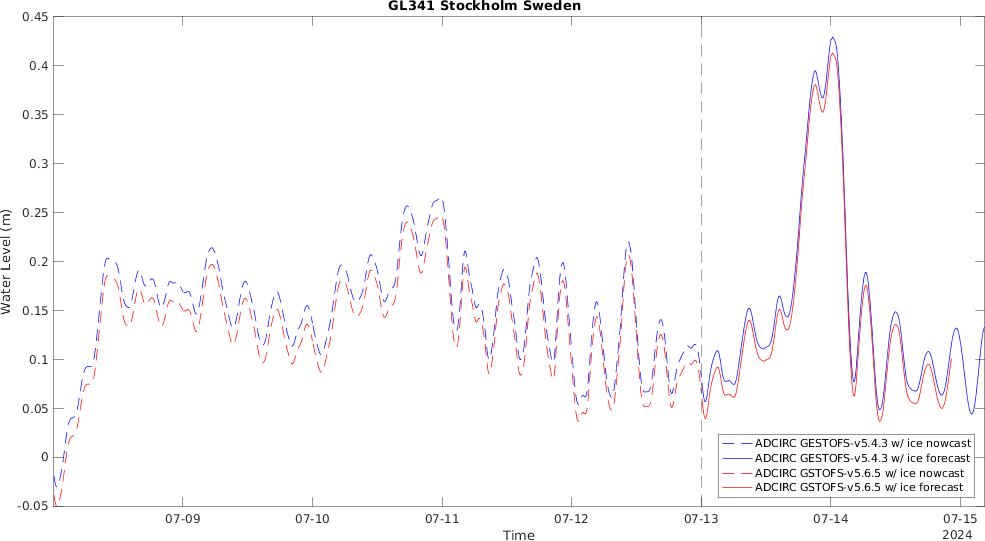 GL341 Stockholm Sweden
0.45
0.4
0.35
0.3
0.25
0.2
0.15
0.1
0.05
0
-0.05
Water Level (m)
ADCIRC GESTOFS-v5.4.3 w/ ice nowcast
ADCIRC GESTOFS-v5.4.3 w/ ice forecast
ADCIRC GSTOFS-v5.6.5 w/ ice nowcast
ADCIRC GSTOFS-v5.6.5 w/ ice forecast
07-09 07-10 07-11 07-12 07-13 07-14 07-15
Time 2024